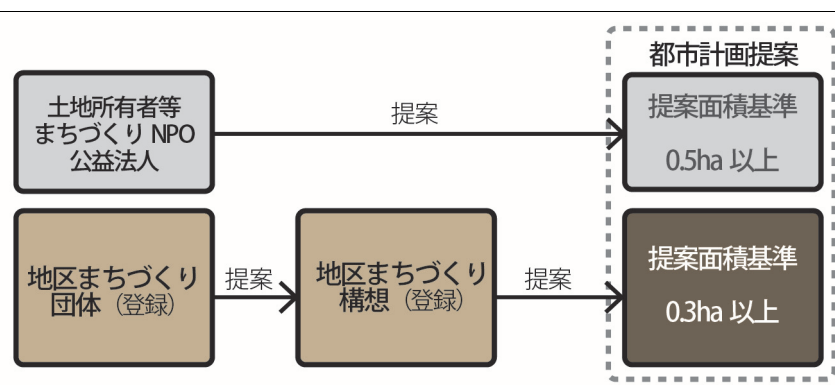 都市計画提案
土地所有者等
まちづくり NPO
公益法人
提案
提案面積基準
0.5ha 以上
地区まちづくり
団体（登録）
提案
地区まちづくり
構想（登録）
提案
提案面積基準
0.3ha 以上